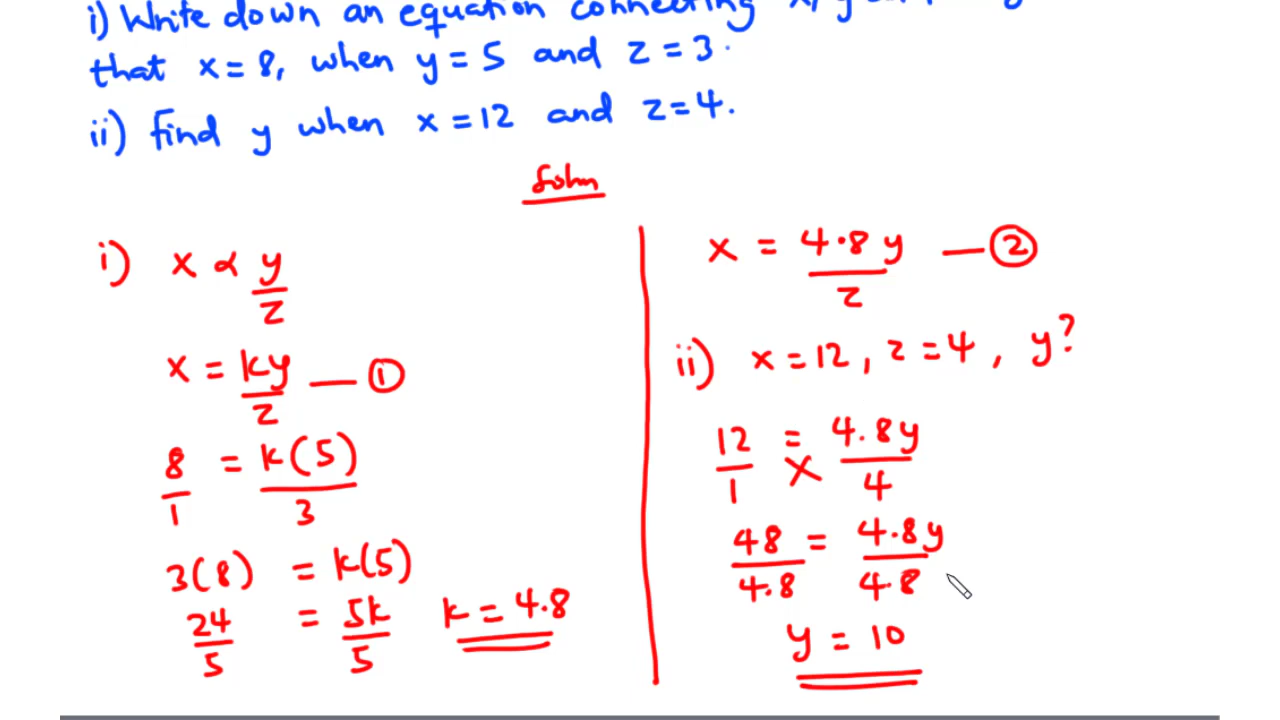 i) Write down an equation connecting x, y
that x = 8, when y = 5 and z = 3.
ii) find y when x = 12 and z = 4.
Soln
i) x ∝ y/z
x = ky/z — ①
8/1 = k(5)/3
3(8) = k(5)
24/5 = 5k/5 k = 4.8
x = 4.8y/z — ②
ii) x = 12, z = 4, y?
12/1 = 4.8y/4
48/4.8 = 4.8y/4.8
y = 10